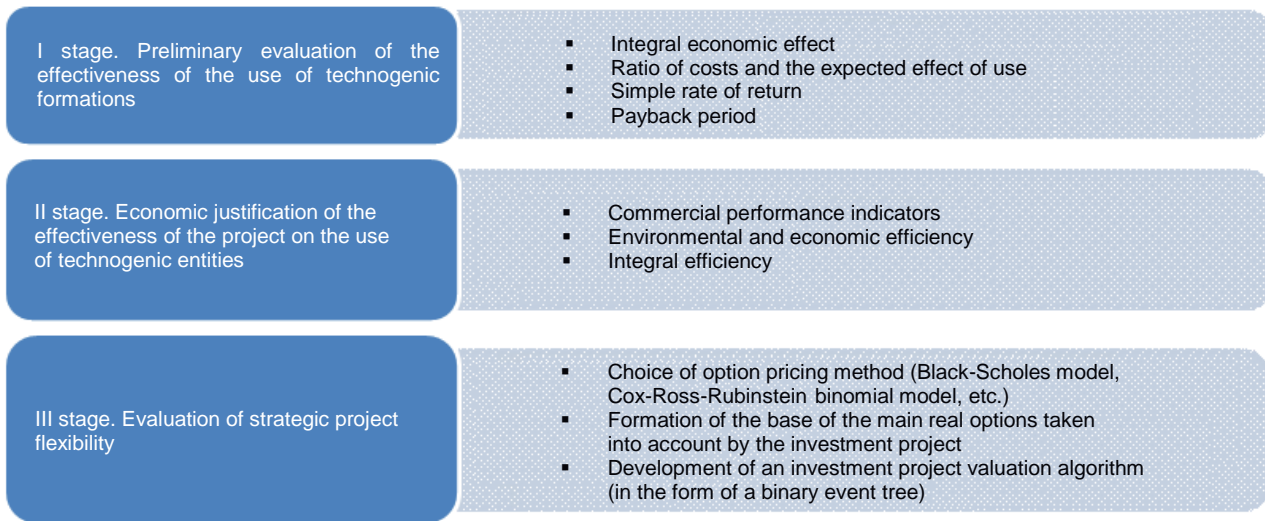 I stage. Preliminary evaluation of the
effectiveness of the use of technogenic
formations
▪ Integral economic effect
▪ Ratio of costs and the expected effect of use
▪ Simple rate of return
▪ Payback period
II stage. Economic justification of the
effectiveness of the project on the use
of technogenic entities
▪ Commercial performance indicators
▪ Environmental and economic efficiency
▪ Integral efficiency
III stage. Evaluation of strategic project
flexibility
▪ Choice of option pricing method (Black-Scholes model,
Cox-Ross-Rubinstein binomial model, etc.)
▪ Formation of the base of the main real options taken
into account by the investment project
▪ Development of an investment project valuation algorithm
(in the form of a binary event tree)